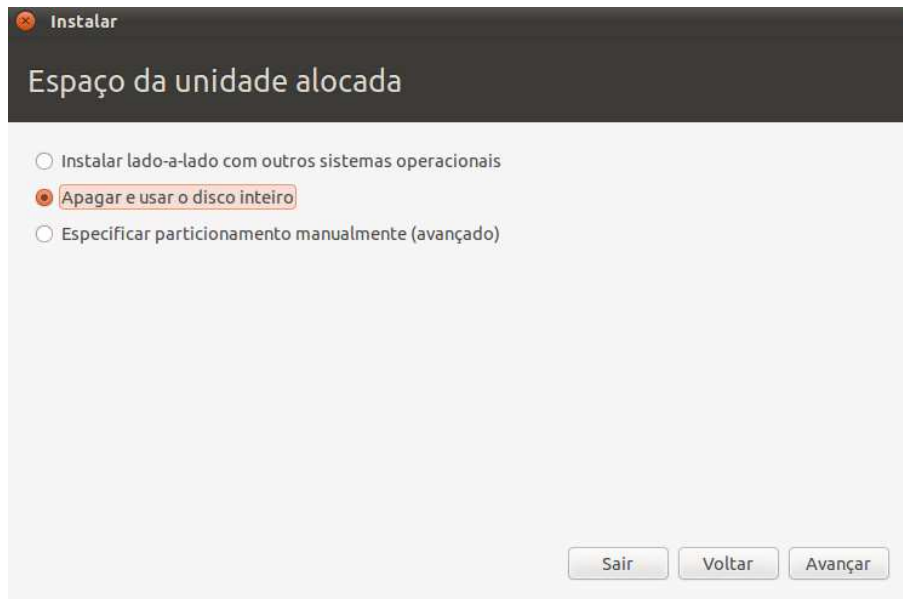 Instalar
Espaço da unidade alocada
Instalar lado-a-lado com outros sistemas operacionais
Apagar e usar o disco inteiro
Especificar particionamento manualmente (avançado)
Sair Voltar Avançar